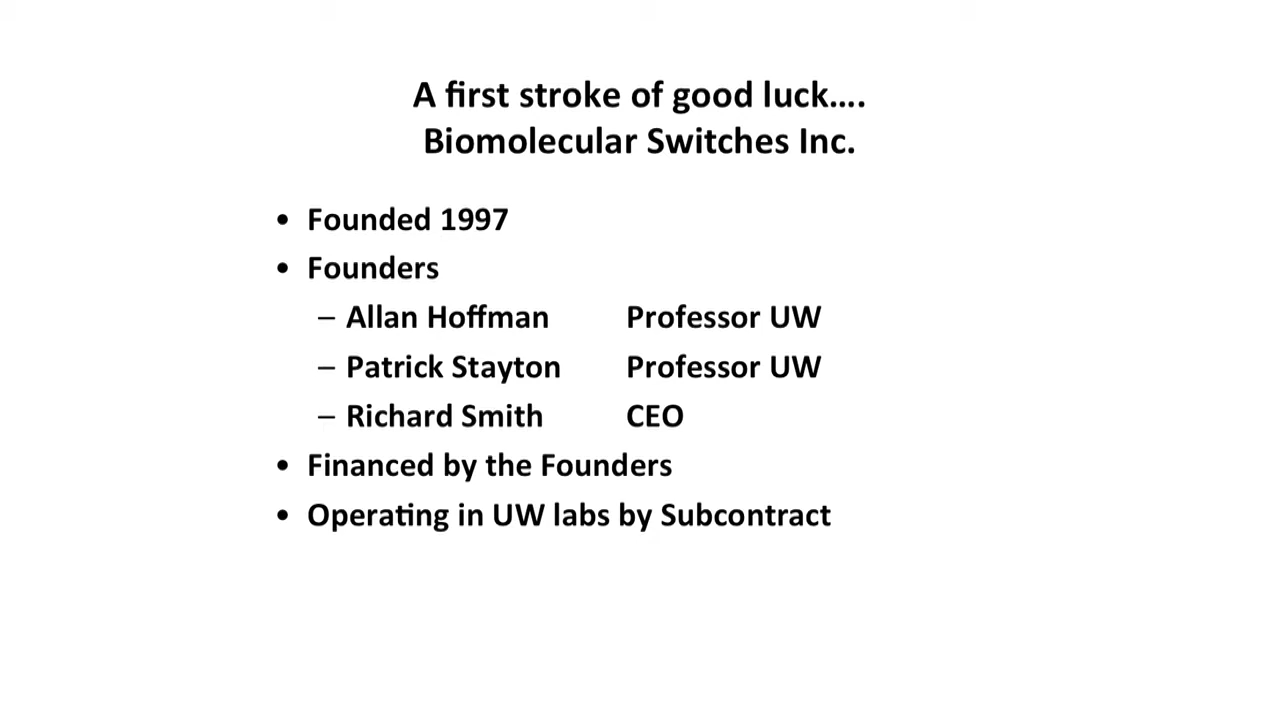 A first stroke of good luck....
Biomolecular Switches Inc.
• Founded 1997
• Founders
– Allan Hoffman Professor UW
– Patrick Stayton Professor UW
– Richard Smith CEO
• Financed by the Founders
• Operating in UW labs by Subcontract